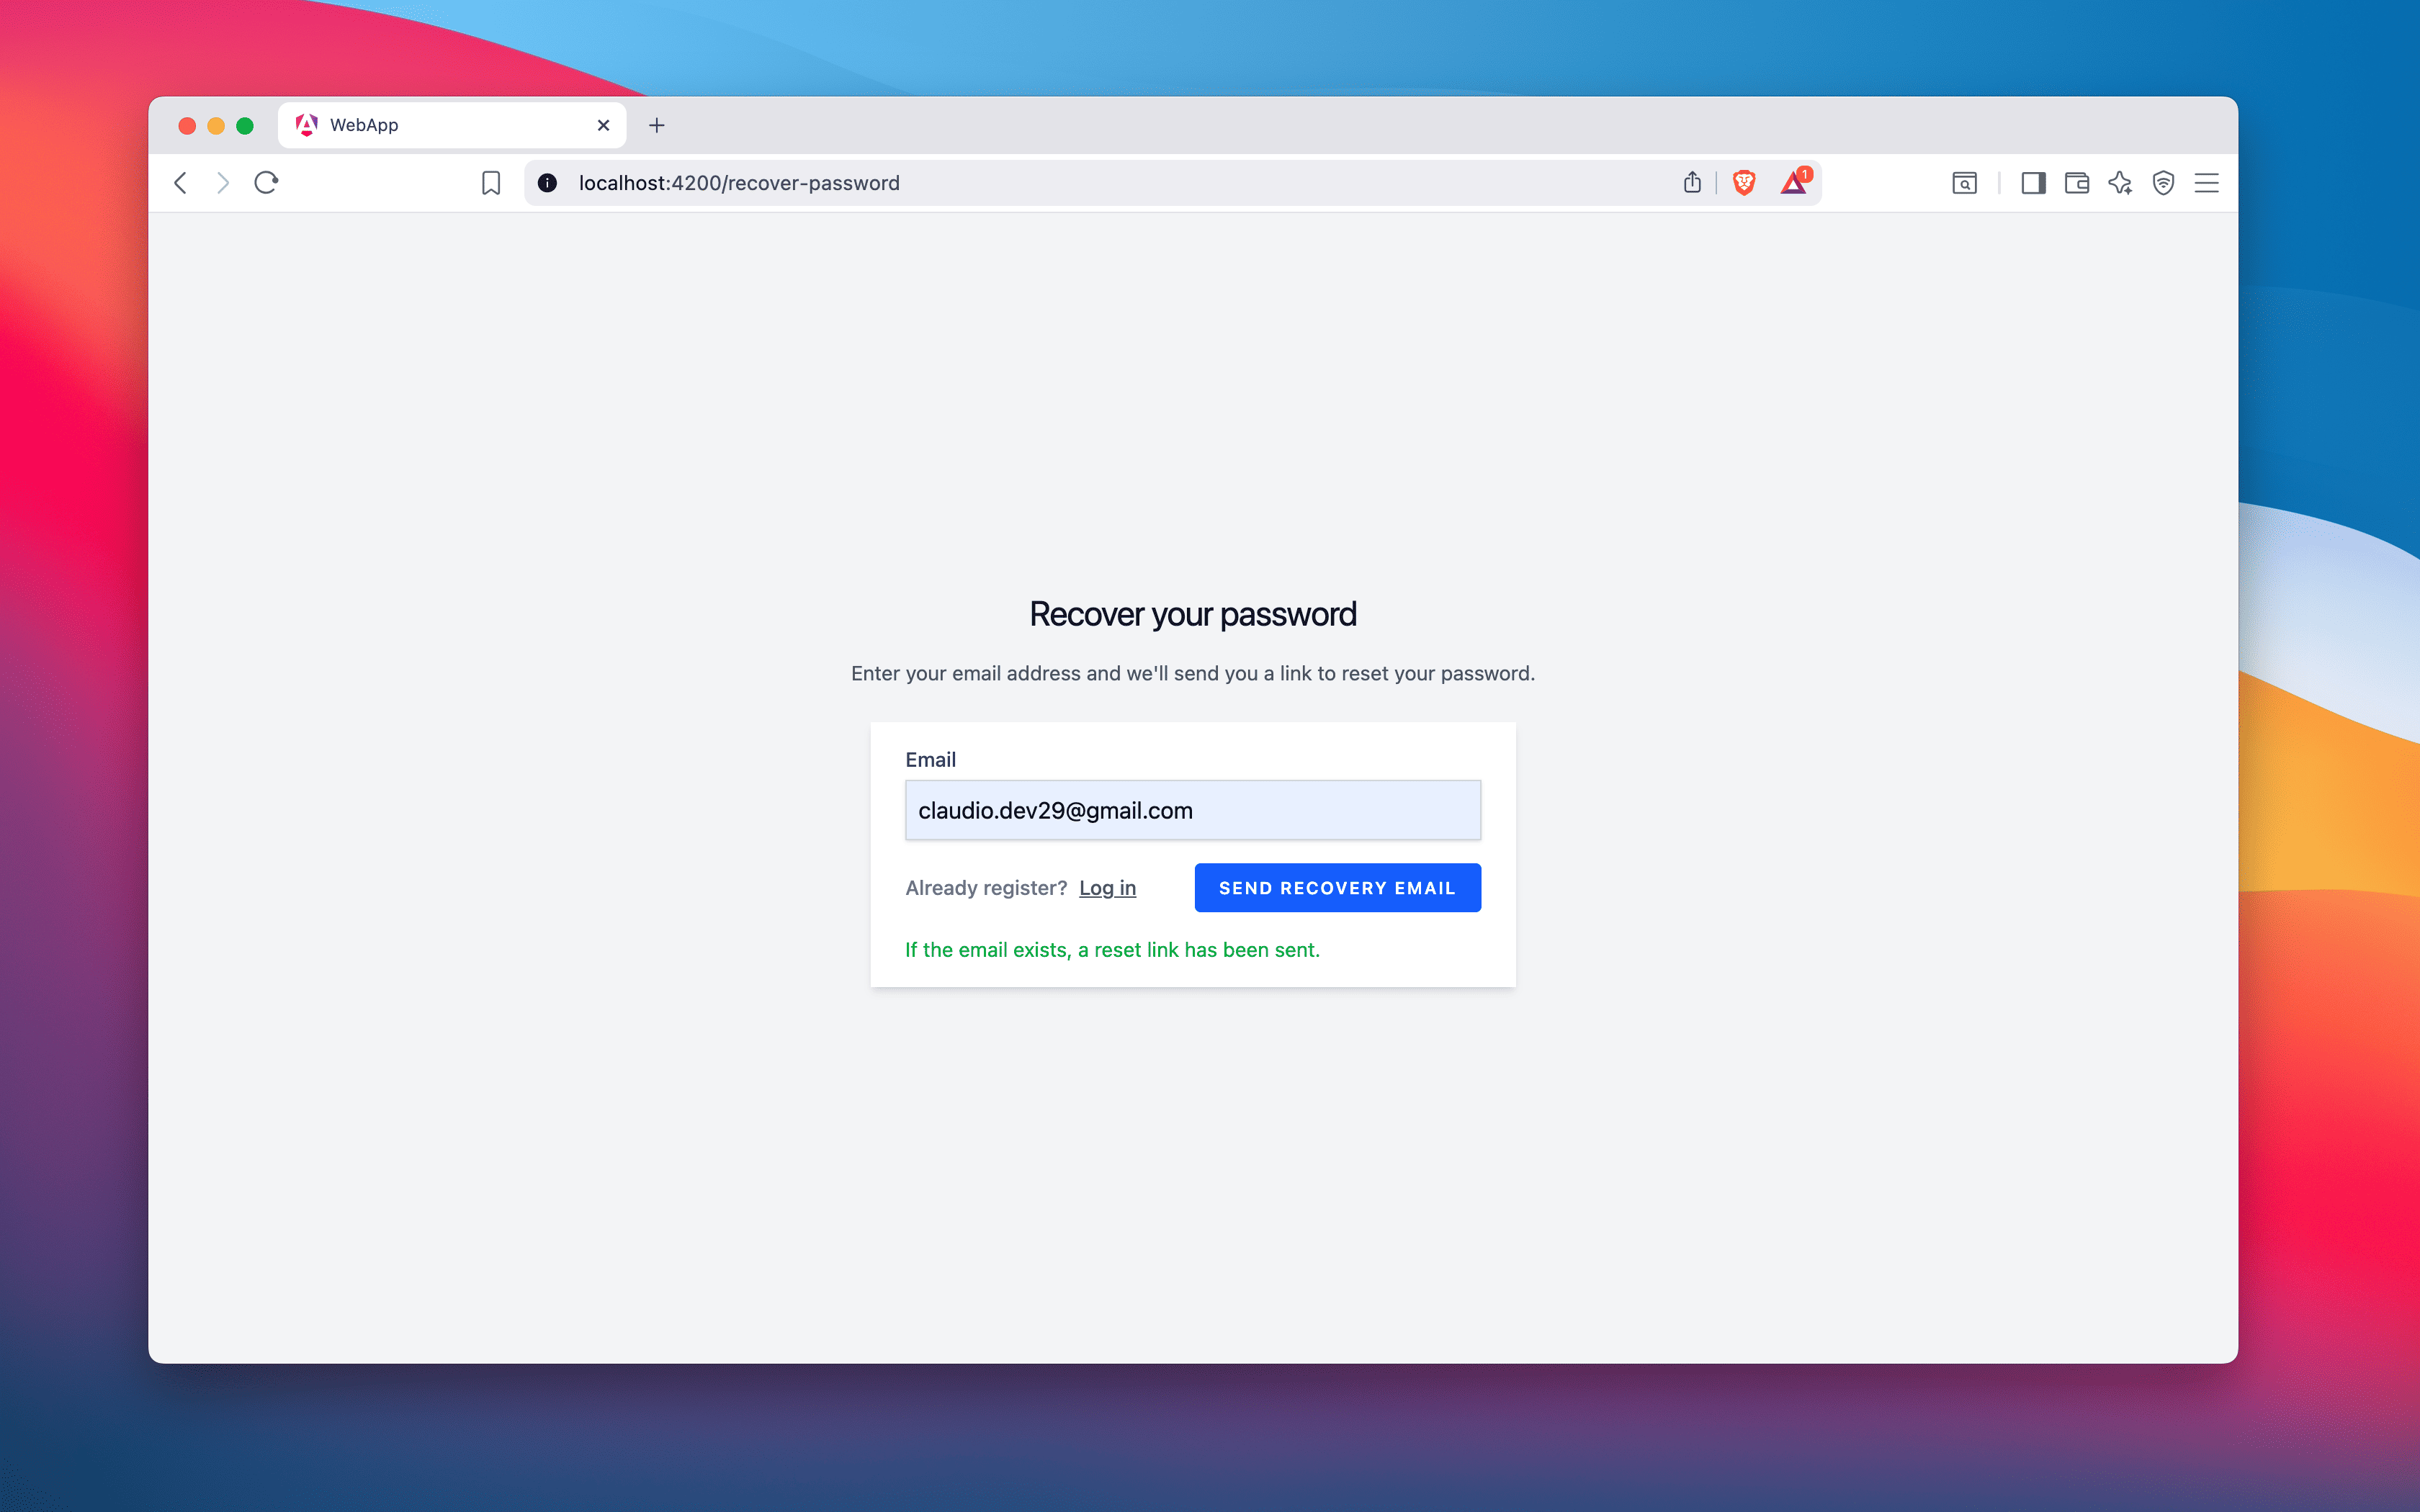 WebApp
localhost:4200/recover-password
1
Recover your password
Enter your email address and we'll send you a link to reset your password.
Email
claudio.dev29@gmail.com
Already register? Log in
SEND RECOVERY EMAIL
If the email exists, a reset link has been sent.